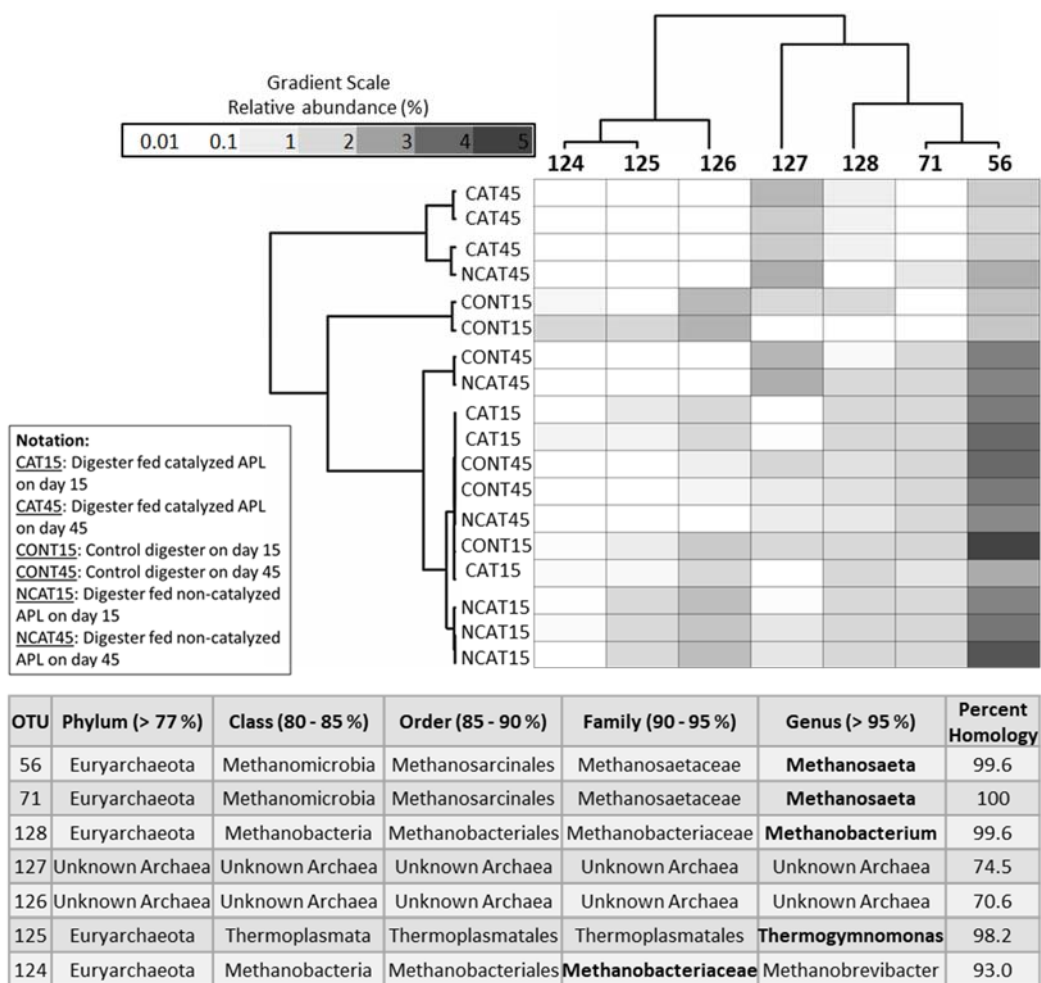 Gradient Scale
Relative abundance (%)
0.01 0.1 1 2 3 4 5
124 125 126 127 128 71 56
CAT45
CAT45
CAT45
NCAT45
CONT15
CONT15
CONT45
NCAT45
CAT15
CAT15
CONT45
CONT45
NCAT45
CONT15
CAT15
NCAT15
NCAT15
NCAT15
Notation:
CAT15: Digester fed catalyzed APL
on day 15
CAT45: Digester fed catalyzed APL
on day 45
CONT15: Control digester on day 15
CONT45: Control digester on day 45
NCAT15: Digester fed non-catalyzed
APL on day 15
NCAT45: Digester fed non-catalyzed
APL on day 45
OTU Phylum (> 77 %) Class (80 - 85 %) Order (85 - 90 %) Family (90 - 95 %) Genus (> 95 %) Percent Homology
56 Euryarchaeota Methanomicrobia Methanosarcinales Methanosaetaceae Methanosaeta 99.6
71 Euryarchaeota Methanomicrobia Methanosarcinales Methanosaetaceae Methanosaeta 100
128 Euryarchaeota Methanobacteria Methanobacteriales Methanobacteriaceae Methanobacterium 99.6
127 Unknown Archaea Unknown Archaea Unknown Archaea Unknown Archaea Unknown Archaea 74.5
126 Unknown Archaea Unknown Archaea Unknown Archaea Unknown Archaea Unknown Archaea 70.6
125 Euryarchaeota Thermoplasmata Thermoplasmatales Thermoplasmatales Thermogymnomonas 98.2
124 Euryarchaeota Methanobacteria Methanobacteriales Methanobacteriaceae Methanobrevibacter 93.0